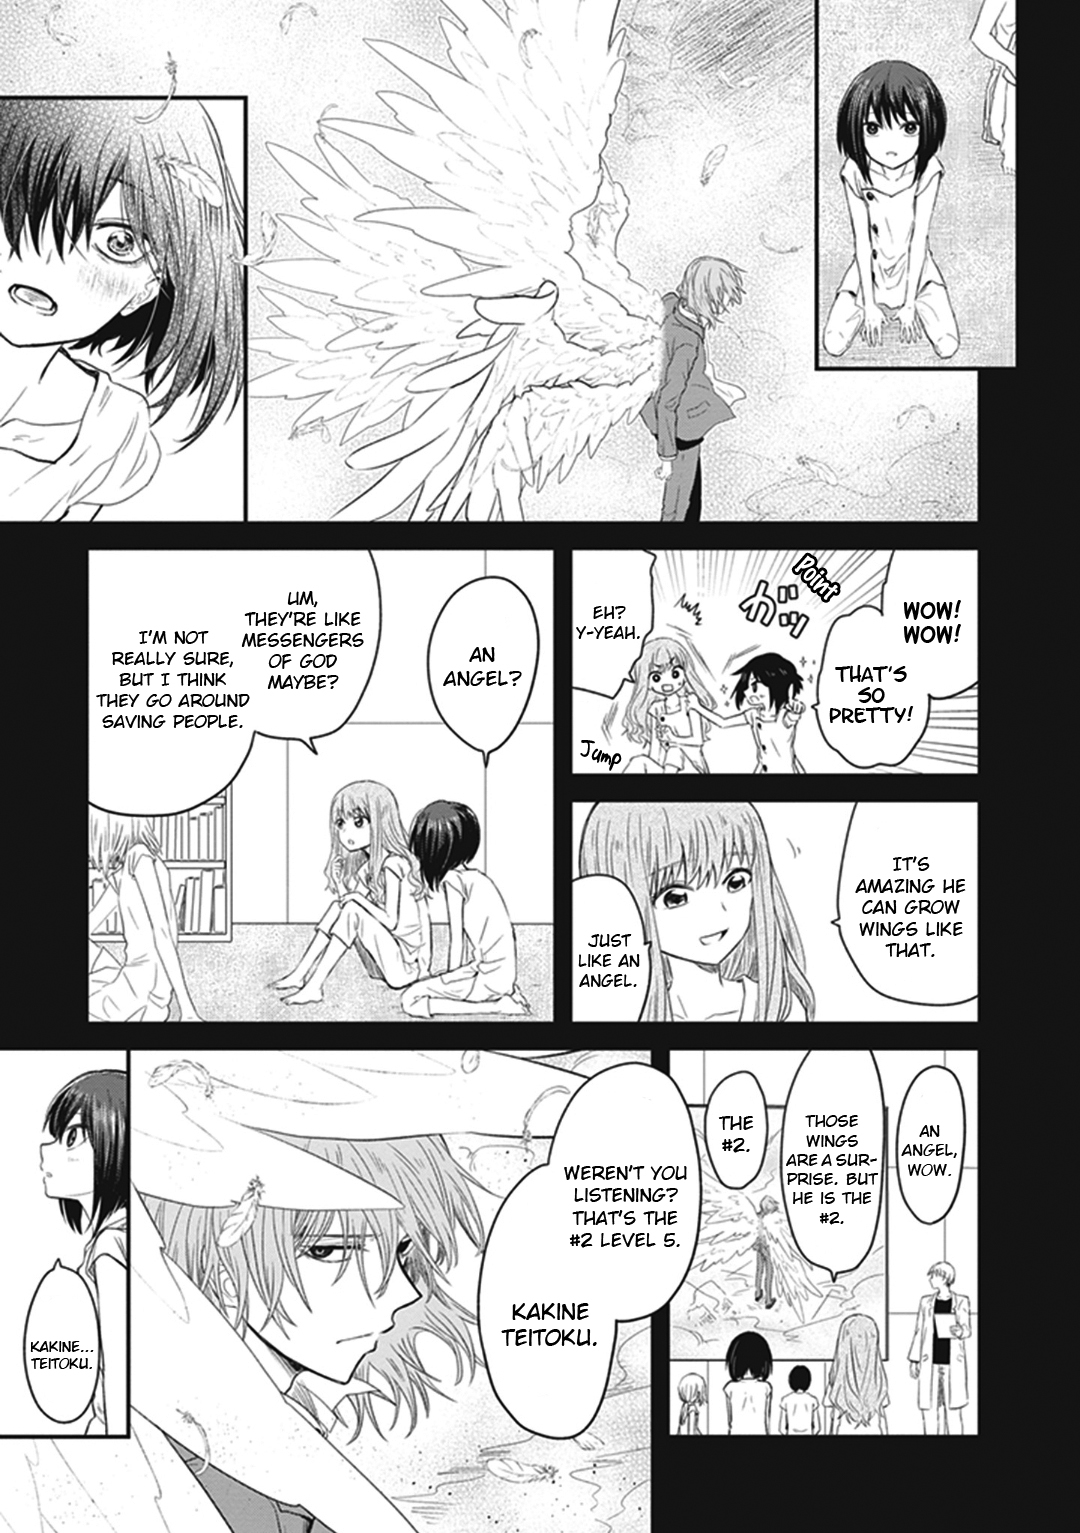 Point
WOW!
WOW!
THAT'S
SO
PRETTY!
ガッ
EH?
Y-YEAH.
Jump
IT'S
AMAZING HE
CAN GROW
WINGS LIKE
THAT.
JUST
LIKE AN
ANGEL.
AN
ANGEL?
UM,
THEY'RE LIKE
MESSENGERS
OF GOD
MAYBE?
I'M NOT
REALLY SURE,
BUT I THINK
THEY GO AROUND
SAVING PEOPLE.
AN
ANGEL,
WOW.
THOSE
WINGS
ARE A SUR-
PRISE. BUT
HE IS THE
#2.
THE
#2.
WEREN'T YOU
LISTENING?
THAT'S THE
#2 LEVEL 5.
KAKINE
TEITOKU.
KAKINE...
TEITOKU.